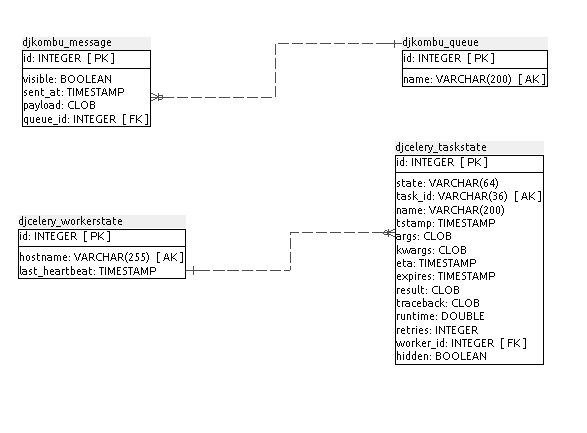 djkombu_message
id: INTEGER [ PK ]
visible: BOOLEAN
sent_at: TIMESTAMP
payload: CLOB
queue_id: INTEGER [ FK ]
djkombu_queue
id: INTEGER [ PK ]
name: VARCHAR(200) [ AK ]
djcelery_taskstate
id: INTEGER [ PK ]
state: VARCHAR(64)
task_id: VARCHAR(36) [ AK ]
name: VARCHAR(200)
tstamp: TIMESTAMP
args: CLOB
kwargs: CLOB
eta: TIMESTAMP
expires: TIMESTAMP
result: CLOB
traceback: CLOB
runtime: DOUBLE
retries: INTEGER
worker_id: INTEGER [ FK ]
hidden: BOOLEAN
djcelery_workerstate
id: INTEGER [ PK ]
hostname: VARCHAR(255) [ AK ]
last_heartbeat: TIMESTAMP